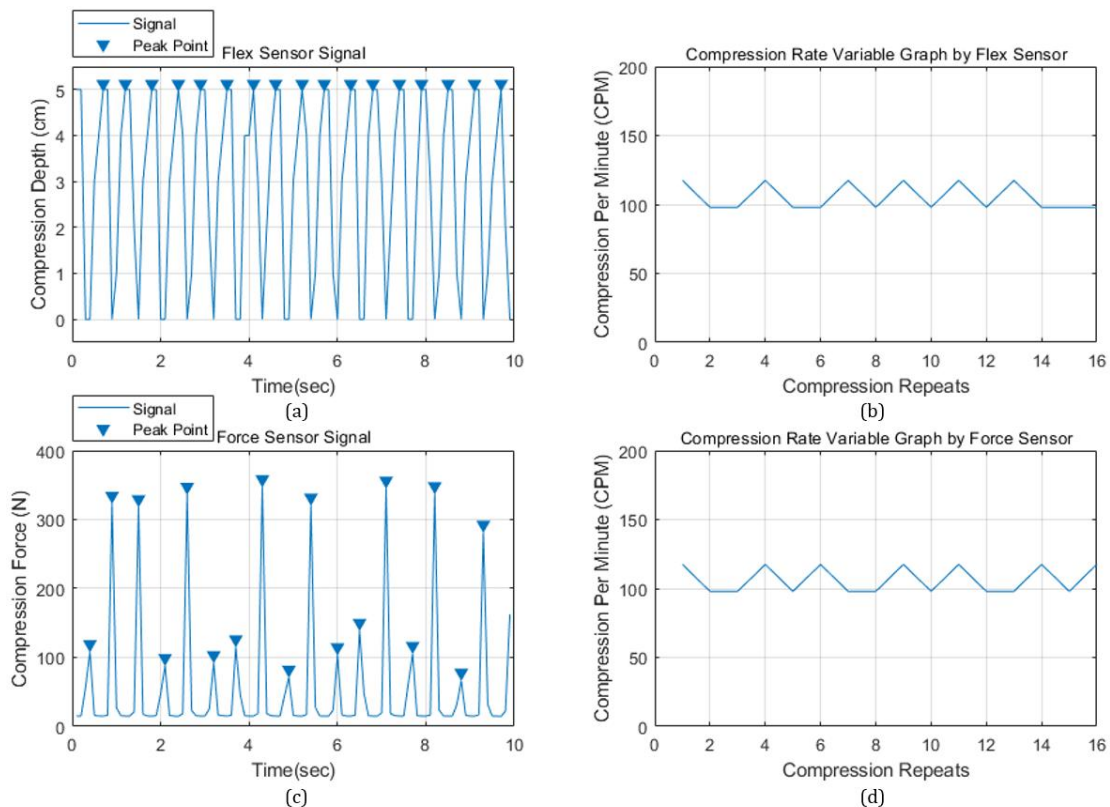 Signal
Peak Point
Flex Sensor Signal
5
4
3
2
1
0
Compression Depth (cm)
0 2 4 6 8 10
Time(sec)
(a)
Compression Rate Variable Graph by Flex Sensor
200
150
100
50
0
Compression Per Minute (CPM)
0 2 4 6 8 10 12 14 16
Compression Repeats
(b)
Signal
Peak Point
Force Sensor Signal
400
300
200
100
0
Compression Force (N)
0 2 4 6 8 10
Time(sec)
(c)
Compression Rate Variable Graph by Force Sensor
200
150
100
50
0
Compression Per Minute (CPM)
0 2 4 6 8 10 12 14 16
Compression Repeats
(d)